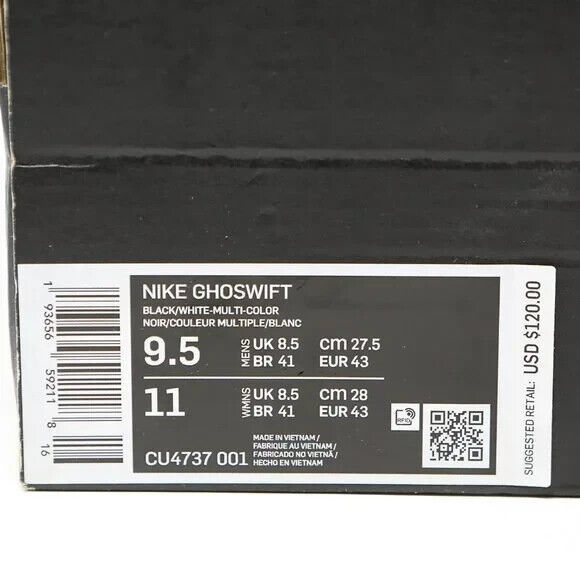 NIKE GHOSWIFT
BLACK/WHITE-MULTI-COLOR
NOIR/COULEUR MULTIPLE/BLANC
9.5 MENS UK 8.5 cm 27.5
BR 41 EUR 43
11 WMNS UK 8.5 cm 28
BR 41 EUR 43
CU4737 001
MADE IN VIETNAM /
FABRIQUE AU VIETNAM /
FABRICADO NO VIETNÃ /
HECHO EN VIETNAM
RFID
1 93656 59211 8 16
SUGGESTED RETAIL: USD $120.00